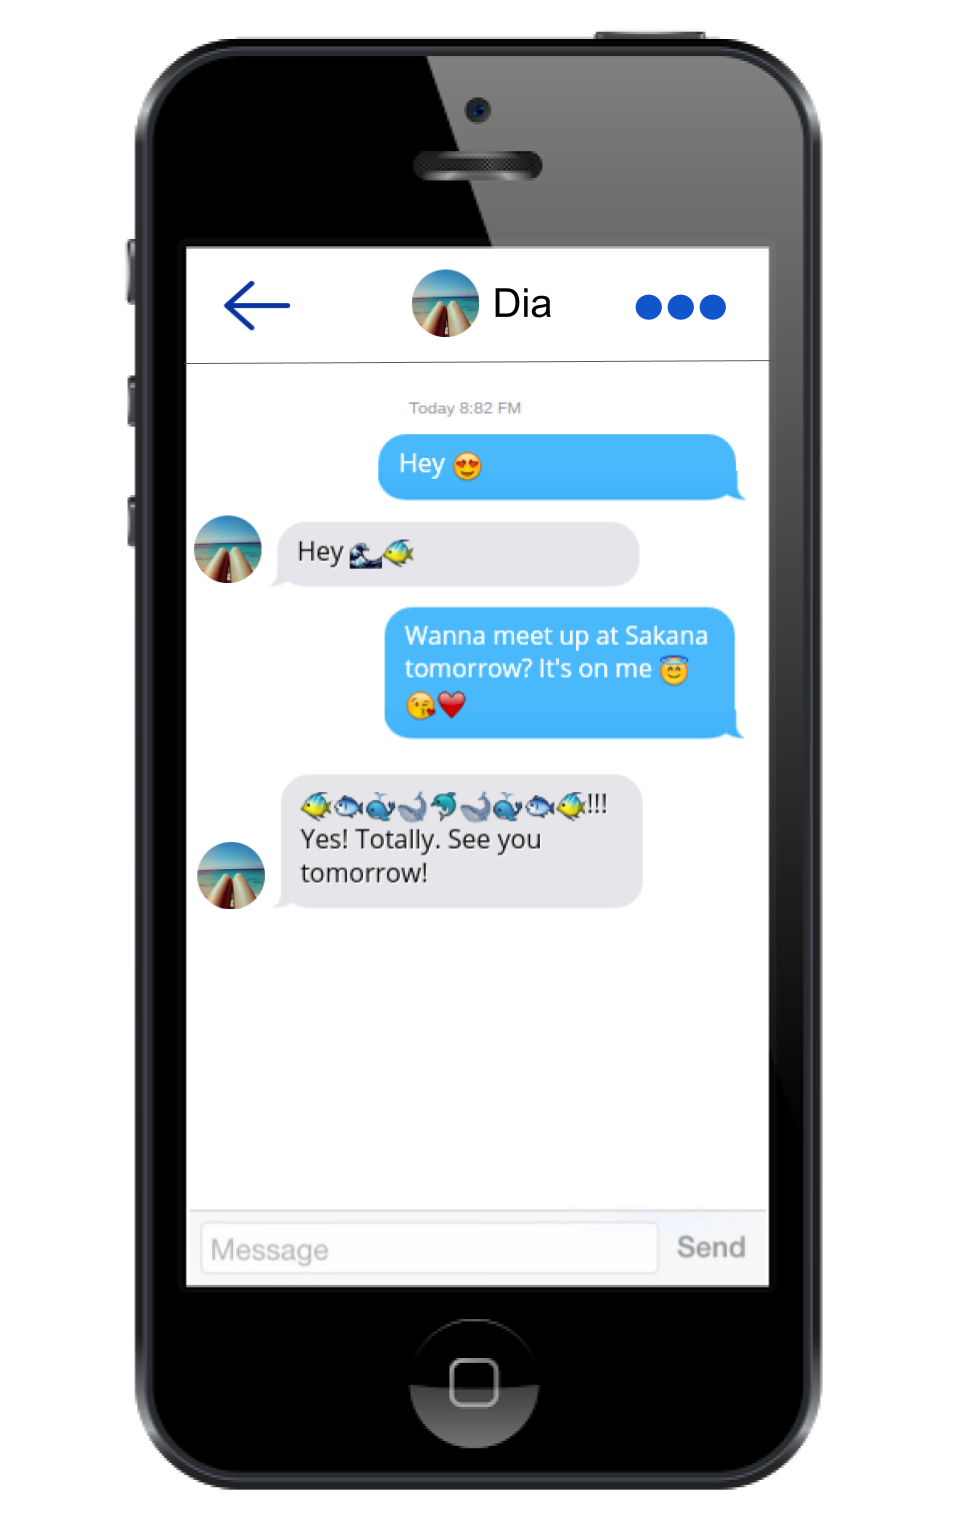 Dia
Today 8:82 FM
Hey 😍
Hey 🌊🐠
Wanna meet up at Sakana
tomorrow? It's on me 😇
😘❤️
🐠🐟🐳🐋🐬🐋🐳🐟🐠!!!
Yes! Totally. See you
tomorrow!
Message
Send